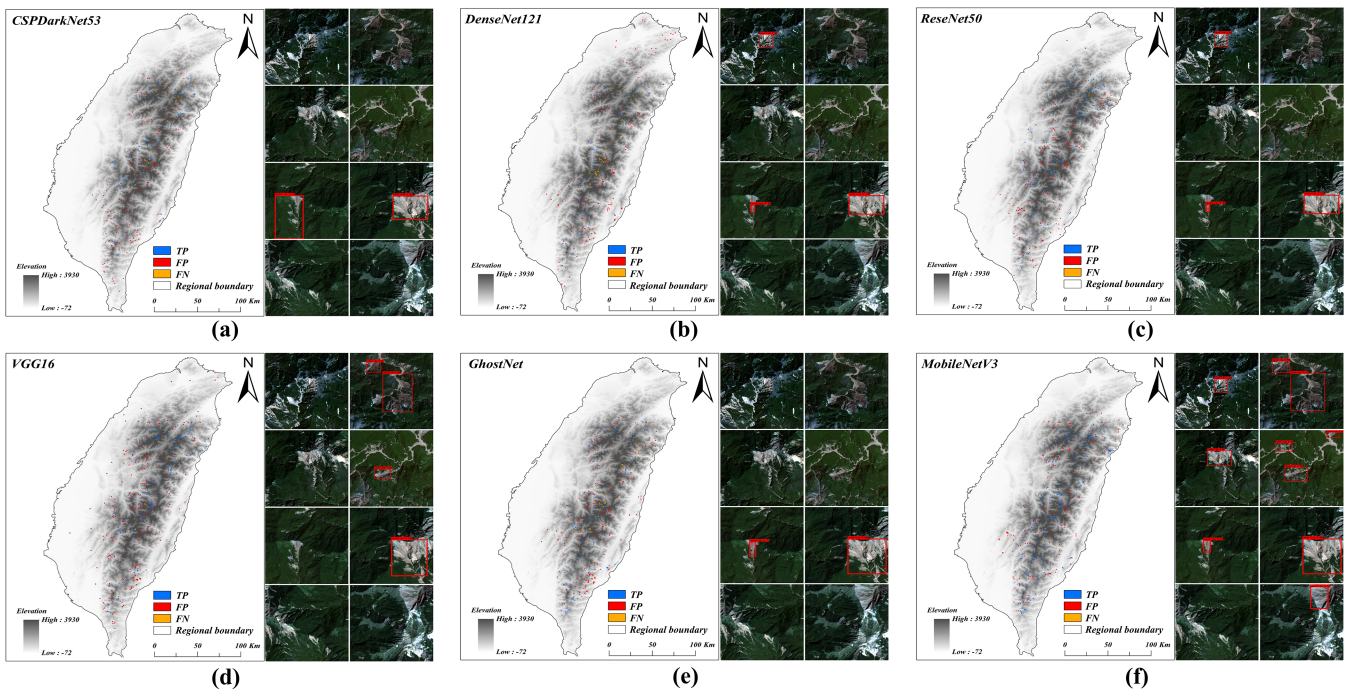 CSPDarkNet53
N
TP
FP
FN
Regional boundary
Elevation
High : 3930
Low : -72
0 50 100 Km
(a)
DenseNet121
N
TP
FP
FN
Regional boundary
Elevation
High : 3930
Low : -72
0 50 100 Km
(b)
ReseNet50
N
TP
FP
FN
Regional boundary
Elevation
High : 3930
Low : -72
0 50 100 Km
(c)
VGG16
N
TP
FP
FN
Regional boundary
Elevation
High : 3930
Low : -72
0 50 100 Km
(d)
GhostNet
N
TP
FP
FN
Regional boundary
Elevation
High : 3930
Low : -72
0 50 100 Km
(e)
MobileNetV3
N
TP
FP
FN
Regional boundary
Elevation
High : 3930
Low : -72
0 50 100 Km
(f)